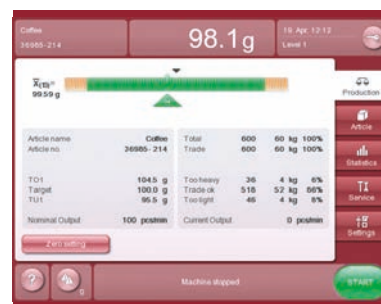 Coffee
36985-214
98.1g
19. Apr. 12:12
Level 1
X(10)=
99.59 g
Production
Article
Statistics
Service
Settings
Article name Coffee
Article no. 36985-214
TO1 104.5 g
Target 100.0 g
TU1 95.5 g
Nominal Output 100 pcs/min
Total 600 60 kg 100%
Trade 600 60 kg 100%
Too heavy 36 4 kg 6%
Trade ok 518 52 kg 86%
Too light 46 4 kg 8%
Current Output 0 pcs/min
Zero setting
? g
Machine stopped
START